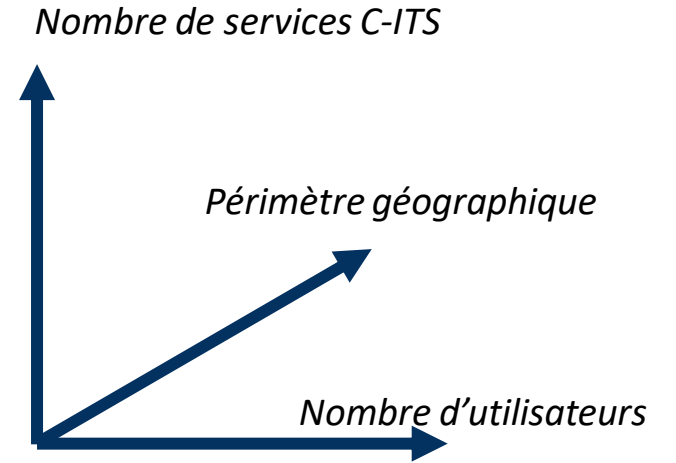 Nombre de services C-ITS
Périmètre géographique
Nombre d’utilisateurs